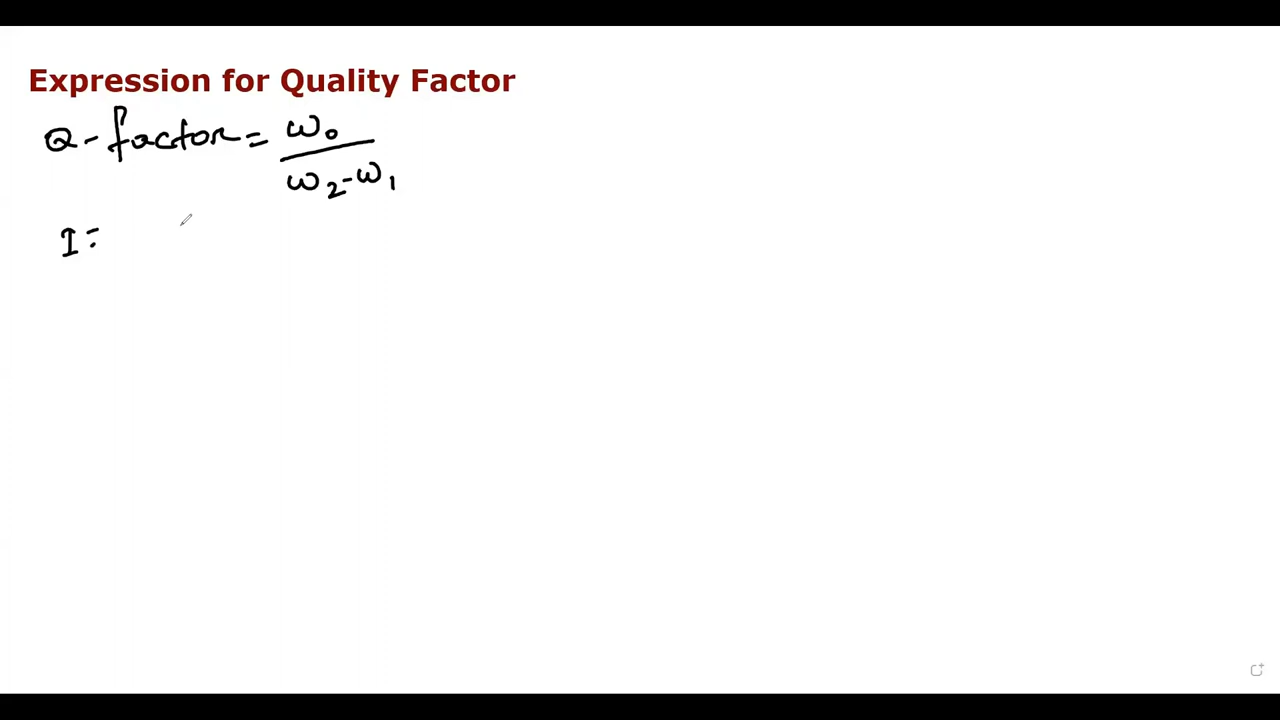 Expression for Quality Factor
Q-factor = ω₀ / ω₂-ω₁
I =